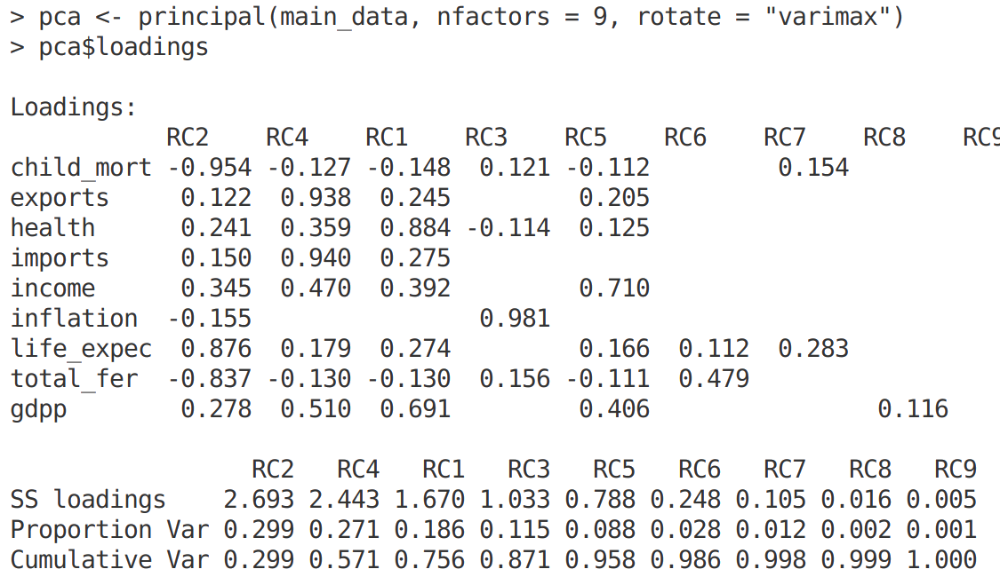 > pca <- principal(main_data, nfactors = 9, rotate = "varimax")
> pca$loadings
Loadings:
           RC2    RC4    RC1    RC3    RC5    RC6    RC7    RC8    RC9
child_mort -0.954 -0.127 -0.148  0.121 -0.112         0.154
exports     0.122  0.938  0.245         0.205
health      0.241  0.359  0.884 -0.114  0.125
imports     0.150  0.940  0.275
income      0.345  0.470  0.392         0.710
inflation  -0.155                0.981
life_expec  0.876  0.179  0.274         0.166  0.112  0.283
total_fer  -0.837 -0.130 -0.130  0.156 -0.111  0.479
gdpp        0.278  0.510  0.691         0.406                0.116
                 RC2   RC4   RC1   RC3   RC5   RC6   RC7   RC8   RC9
SS loadings    2.693 2.443 1.670 1.033 0.788 0.248 0.105 0.016 0.005
Proportion Var 0.299 0.271 0.186 0.115 0.088 0.028 0.012 0.002 0.001
Cumulative Var 0.299 0.571 0.756 0.871 0.958 0.986 0.998 0.999 1.000